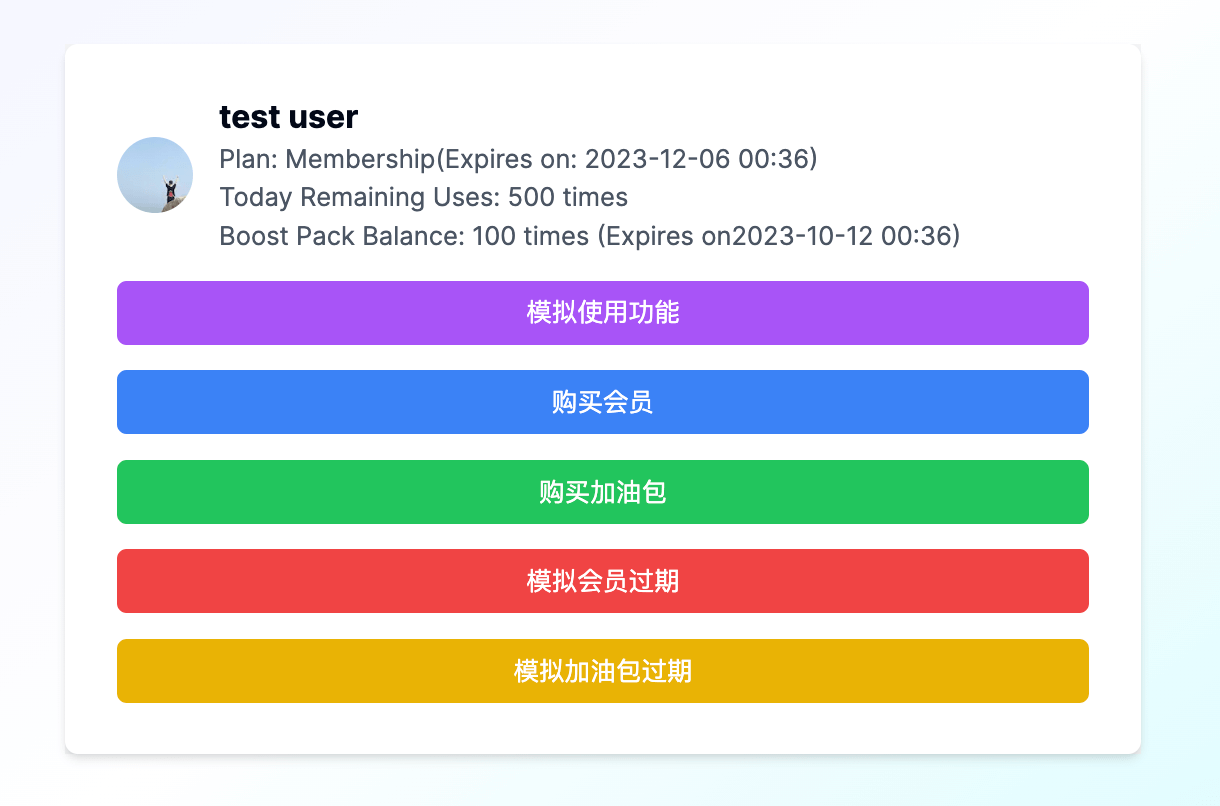 test user
Plan: Membership(Expires on: 2023-12-06 00:36)
Today Remaining Uses: 500 times
Boost Pack Balance: 100 times (Expires on2023-10-12 00:36)
模拟使用功能
购买会员
购买加油包
模拟会员过期
模拟加油包过期